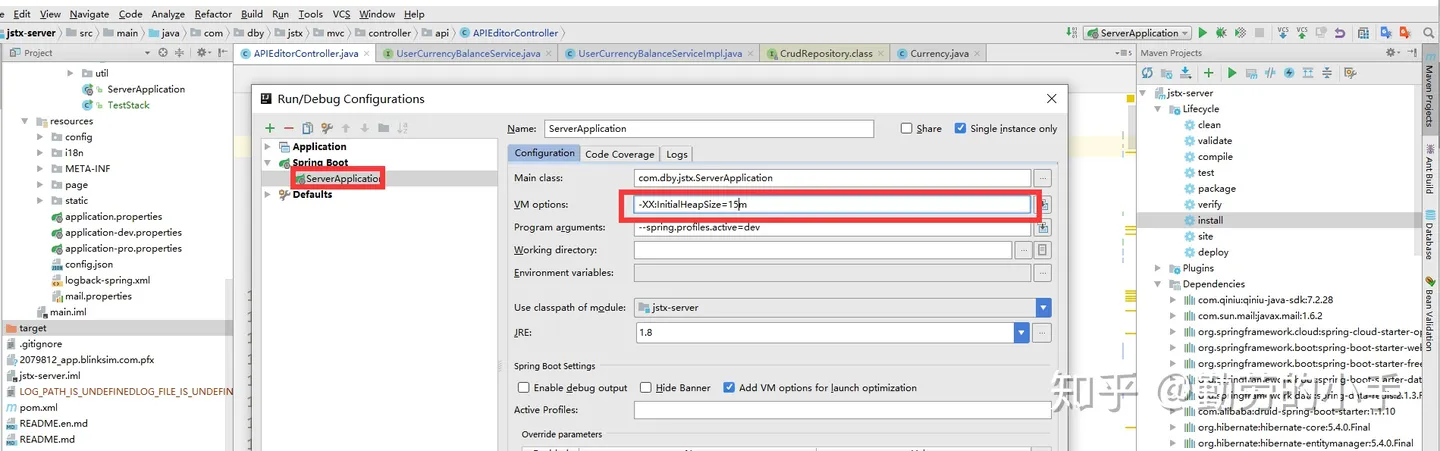 File Edit View Navigate Code Analyze Refactor Build Run Tools VCS Window Help
jstx-server src main java com dby jstx mvc controller api APIEditorController ServerApplication
Project
APIEditorController.java UserCurrencyBalanceService.java UserCurrencyBalanceServiceImpl.java CrudRepository.class Currency.java
util
ServerApplication
TestStack
resources
config
i18n
META-INF
page
static
application.properties
application-dev.properties
application-pro.properties
config.json
logback-spring.xml
mail.properties
main.iml
target
.gitignore
2079812_app.blinksim.com.pfx
jstx-server.iml
LOG_PATH_IS_UNDEFINEDLOG_FILE_IS_UNDEFIN
pom.xml
README.en.md
README.md
Run/Debug Configurations
Application
Spring Boot
ServerApplication
Defaults
Name: ServerApplication Share Single instance only
Configuration Code Coverage Logs
Main class: com.dby.jstx.ServerApplication
VM options: -XX:InitialHeapSize=15m
Program arguments: --spring.profiles.active=dev
Working directory:
Environment variables:
Use classpath of module: jstx-server
JRE: 1.8
Spring Boot Settings
Enable debug output Hide Banner Add VM options for launch optimization
Active Profiles:
Override parameters
Maven Projects
jstx-server
Lifecycle
clean
validate
compile
test
package
verify
install
site
deploy
Plugins
Dependencies
com.qiniu:qiniu-java-sdk:7.2.28
com.sun.mail:javax.mail:1.6.2
org.springframework.cloud:spring-cloud-starter-op
org.springframework.boot:spring-boot-starter-we
org.springframework.boot:spring-boot-starter-free
com.alibaba:druid-spring-boot-starter:1.1.10
org.hibernate:hibernate-core:5.4.0.Final
org.hibernate:hibernate-entitymanager:5.4.0.Final
Maven Projects
Ant Build
Database
Bean Validation
知乎 @勤劳的小手